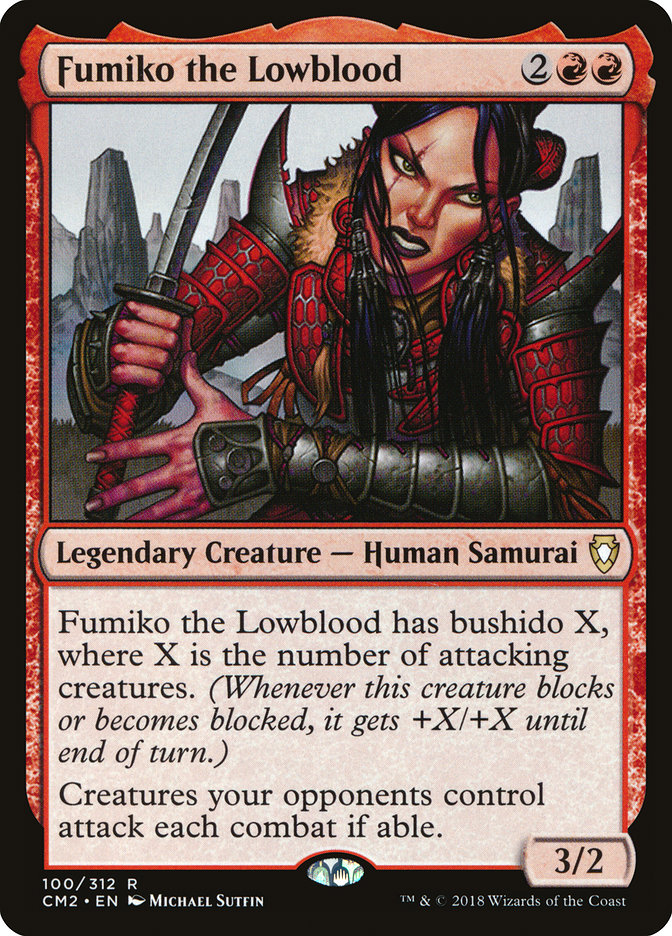 Fumiko the Lowblood 2
Legendary Creature — Human Samurai
Fumiko the Lowblood has bushido X,
where X is the number of attacking
creatures. (Whenever this creature blocks
or becomes blocked, it gets +X/+X until
end of turn.)
Creatures your opponents control
attack each combat if able.
3/2
100/312 R
CM2 • EN Michael Sutfin
™ & © 2018 Wizards of the Coast